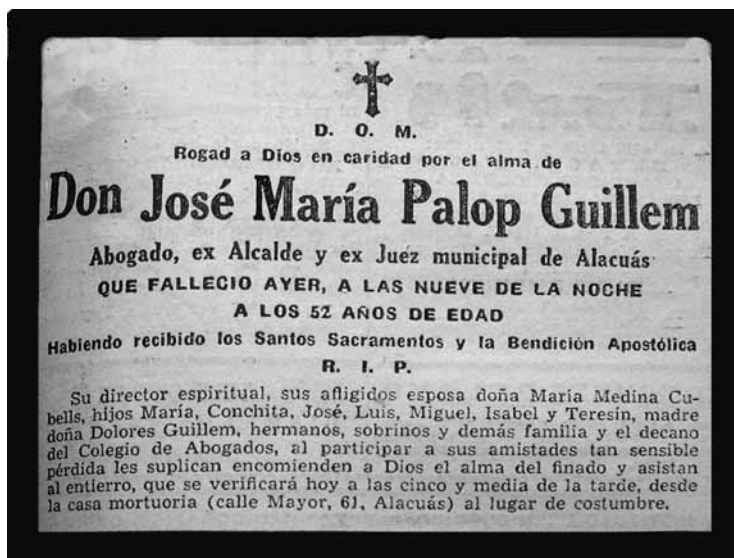 D. O. M.
Rogad a Dios en caridad por el alma de
Don José María Palop Guillem
Abogado, ex Alcalde y ex Juez municipal de Alacuás
QUE FALLECIO AYER, A LAS NUEVE DE LA NOCHE
A LOS 52 AÑOS DE EDAD
Habiendo recibido los Santos Sacramentos y la Bendición Apostólica
R. I. P.
Su director espiritual, sus afligidos esposa doña María Medina Cu-
bells, hijos María, Conchita, José, Luis, Miguel, Isabel y Teresín, madre
doña Dolores Guillem, hermanos, sobrinos y demás familia y el decano
del Colegio de Abogados, al participar a sus amistades tan sensible
pérdida les suplican encomienden a Dios el alma del finado y asistan
al entierro, que se verificará hoy a las cinco y media de la tarde, desde
la casa mortuoria (calle Mayor, 61, Alacuás) al lugar de costumbre.